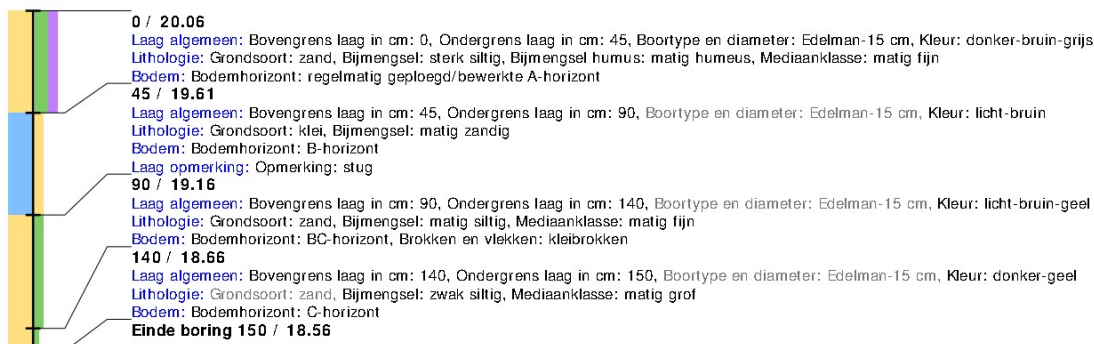 0 / 20.06
Laag algemeen: Bovengrens laag in cm: 0, Ondergrens laag in cm: 45, Boortype en diameter: Edelman-15 cm, Kleur: donker-bruin-grijs
Lithologie: Grondsoort: zand, Bijmengsel: sterk siltig, Bijmengsel humus: matig humeus, Mediaanklasse: matig fijn
Bodem: Bodemhorizont: regelmatig geploegd/bewerkte A-horizont
45 / 19.61
Laag algemeen: Bovengrens laag in cm: 45, Ondergrens laag in cm: 90, Boortype en diameter: Edelman-15 cm, Kleur: licht-bruin
Lithologie: Grondsoort: klei, Bijmengsel: matig zandig
Bodem: Bodemhorizont: B-horizont
Laag opmerking: Opmerking: stug
90 / 19.16
Laag algemeen: Bovengrens laag in cm: 90, Ondergrens laag in cm: 140, Boortype en diameter: Edelman-15 cm, Kleur: licht-bruin-geel
Lithologie: Grondsoort: zand, Bijmengsel: matig siltig, Mediaanklasse: matig fijn
Bodem: Bodemhorizont: BC-horizont, Brokken en vlekken: kleibrokken
140 / 18.66
Laag algemeen: Bovengrens laag in cm: 140, Ondergrens laag in cm: 150, Boortype en diameter: Edelman-15 cm, Kleur: donker-geel
Lithologie: Grondsoort: zand, Bijmengsel: zwak siltig, Mediaanklasse: matig grof
Bodem: Bodemhorizont: C-horizont
Einde boring 150 / 18.56